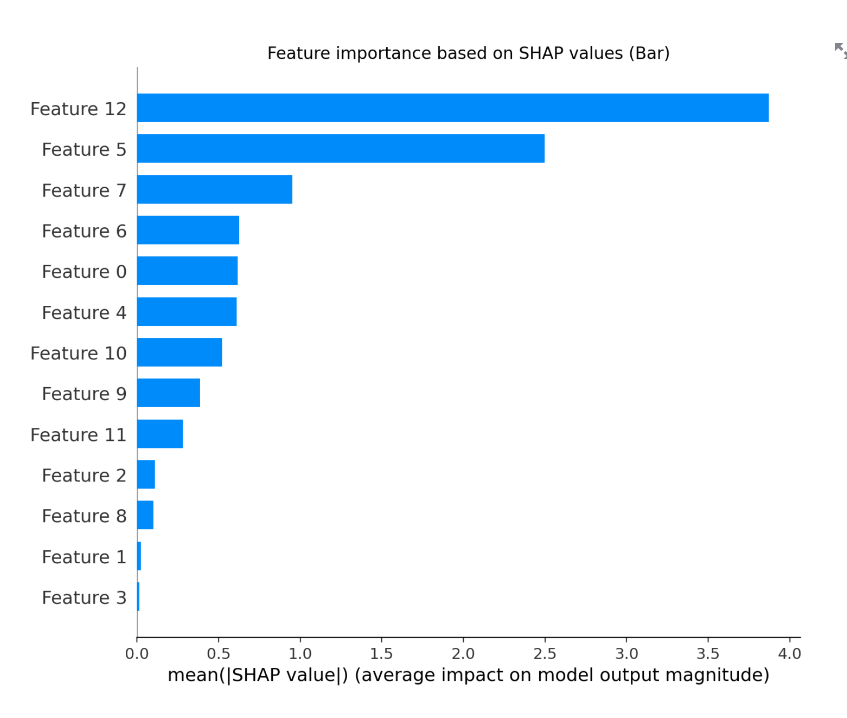 Feature importance based on SHAP values (Bar)
Feature 12
Feature 5
Feature 7
Feature 6
Feature 0
Feature 4
Feature 10
Feature 9
Feature 11
Feature 2
Feature 8
Feature 1
Feature 3
0.0 0.5 1.0 1.5 2.0 2.5 3.0 3.5 4.0
mean(|SHAP value|) (average impact on model output magnitude)